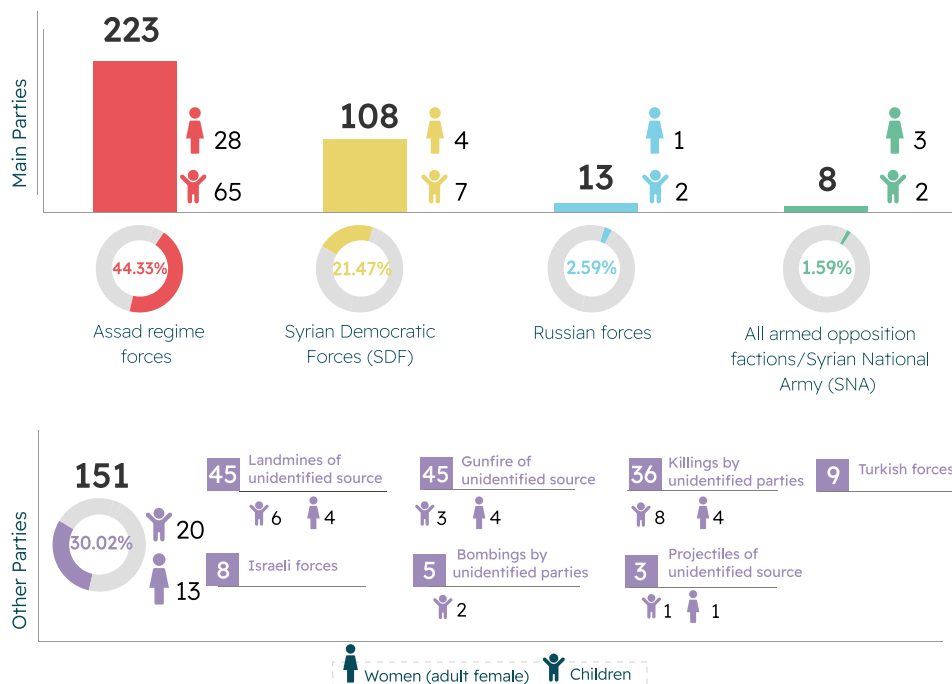 Main Parties
223
28
65
108
4
7
13
1
2
8
3
2
44.33%
21.47%
2.59%
1.59%
Assad regime
forces
Syrian Democratic
Forces (SDF)
Russian forces
All armed opposition
factions/Syrian National
Army (SNA)
Other Parties
151
30.02%
20
13
45
Landmines of
unidentified source
6
4
45
Gunfire of
unidentified source
3
4
36
Killings by
unidentified parties
8
4
9
Turkish forces
8
Israeli forces
5
Bombings by
unidentified parties
2
3
Projectiles of
unidentified source
1
1
Women (adult female)
Children